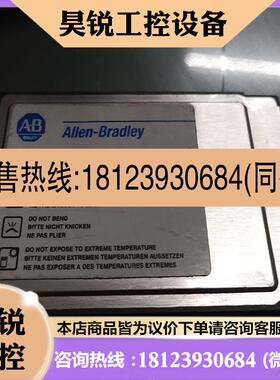 昊锐工控设备
AB
QUALITY
Allen-Bradley
售热线:18123930684(同
DO NOT BEND
BITTE NICHT KNICKEN
NE PAS PLIER
DO NOT EXPOSE TO EXTREME TEMPERATURE
BITTE KEINEN EXTREMEN TEMPERATUREN AUSSETZEN
NE PAS EXPOSER A DES TEMPERATURES EXTREMES
锐
控
本店商品皆为议价下单请咨询客服
咨询热线:18123930684 (微